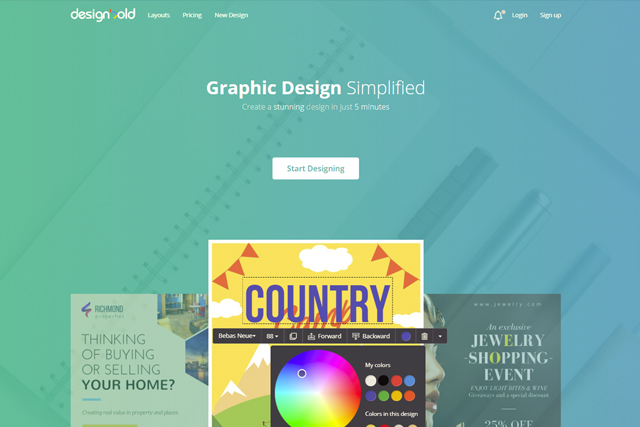 designbold
Layouts
Pricing
New Design
Login
Sign up
Graphic Design Simplified
Create a stunning design in just 5 minutes
Start Designing
COUNTRY
Camp
Bebas Neue
88
Forward
Backward
My colors
Colors in this design
RICHMOND
properties
THINKING
OF BUYING
OR SELLING
YOUR HOME?
Creating real value in property and places
www.jewelry.com
An exclusive
JEWELRY
-SHOPPING-
EVENT
ENJOY LIGHT BITES & WINE
Giveaways and a special discount
25% OFF